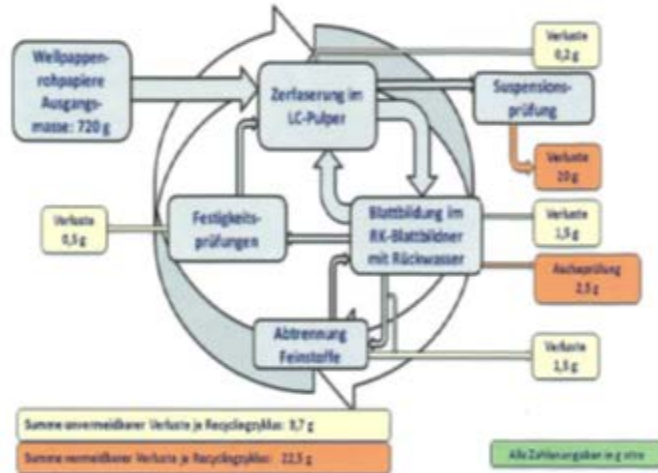 Wellpappen-
rohpapiere
Ausgangs-
masse: 720 g
Zerfaserung im
LC-Pulper
Verluste
0,2 g
Suspensions-
prüfung
Verluste
20 g
Festigkeits-
prüfungen
Verluste
0,5 g
Blattbildung im
RK-Blattbildner
mit Rückwasser
Verluste
1,5 g
Ascheprüfung
2,5 g
Abtrennung
Feinstoffe
Verluste
1,5 g
Summe unvermeidbarer Verluste je Recyclingzyklus: 3,7 g
Summe vermeidbarer Verluste je Recyclingzyklus: 22,5 g
Alle Zahlenangaben in g otro